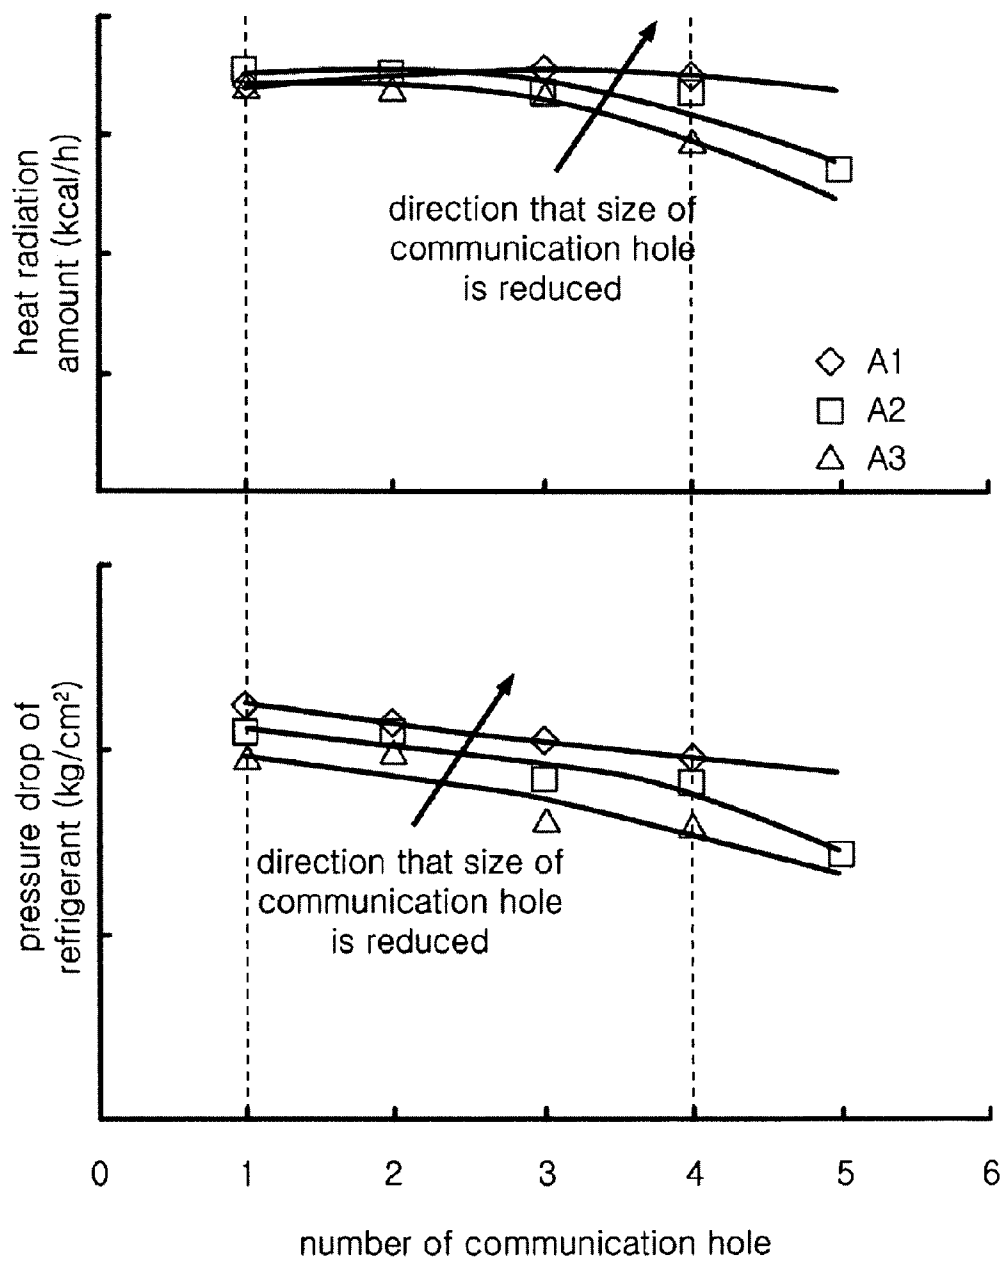 heat radiation
amount (kcal/h)
direction that size of
communication hole
is reduced
A1
A2
A3
pressure drop of
refrigerant (kg/cm²)
direction that size of
communication hole
is reduced
0 1 2 3 4 5 6
number of communication hole